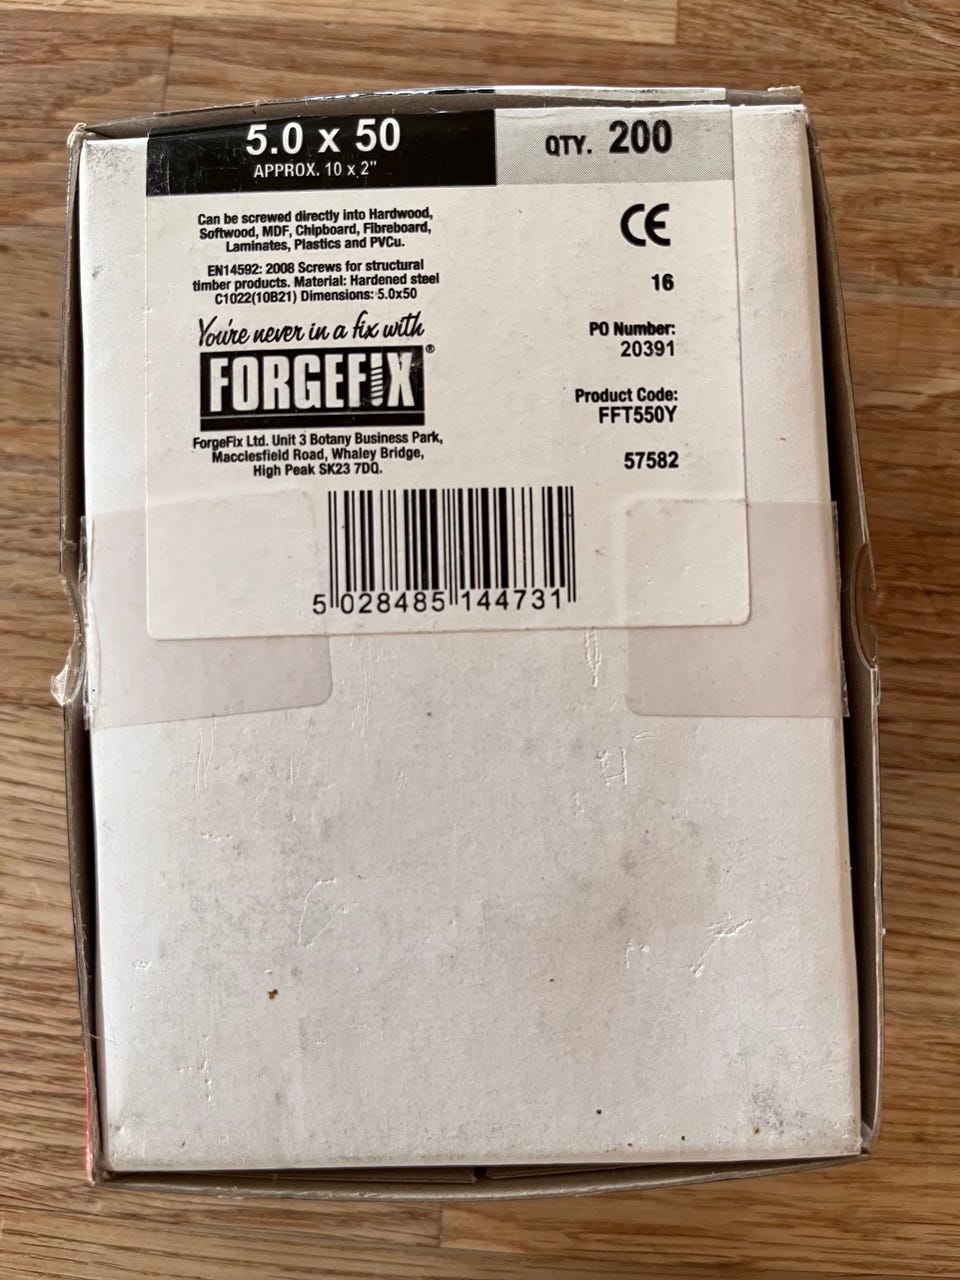 5.0 x 50
APPROX. 10 x 2"
QTY. 200
Can be screwed directly into Hardwood,
Softwood, MDF, Chipboard, Fibreboard,
Laminates, Plastics and PVCu.
EN14592: 2008 Screws for structural
timber products. Material: Hardened steel
C1022(10B21) Dimensions: 5.0x50
You're never in a fix with
FORGEFIX®
ForgeFix Ltd. Unit 3 Botany Business Park,
Macclesfield Road, Whaley Bridge,
High Peak SK23 7DQ.
CE
16
PO Number:
20391
Product Code:
FFT550Y
57582
5 028485 144731